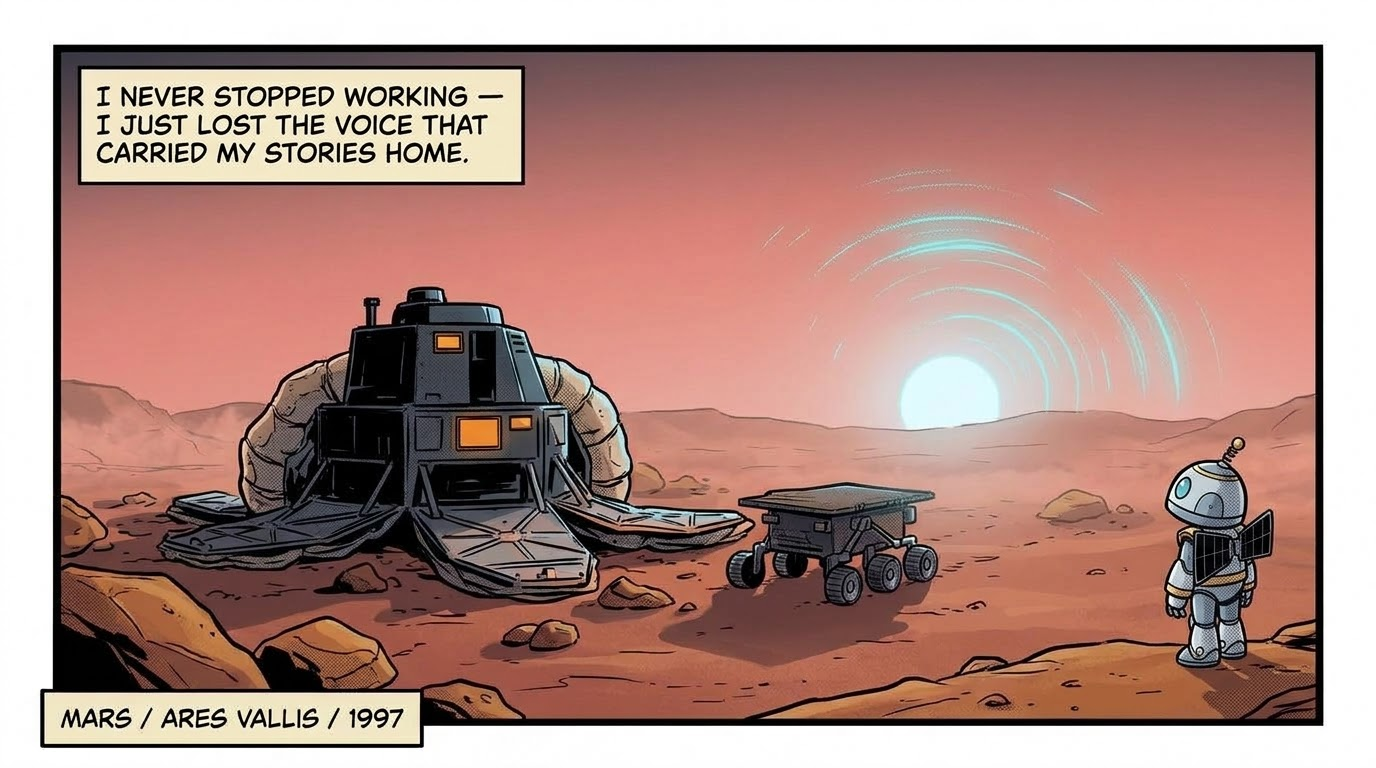 I NEVER STOPPED WORKING —
I JUST LOST THE VOICE THAT
CARRIED MY STORIES HOME.
MARS / ARES VALLIS / 1997